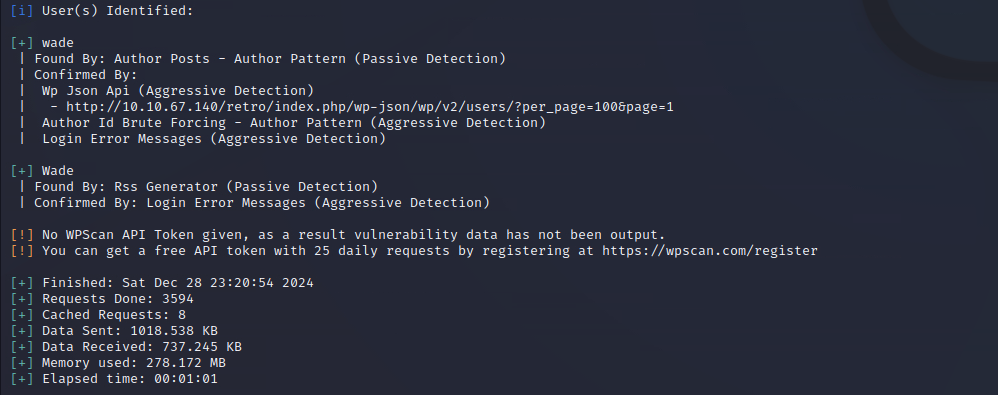 [i] User(s) Identified:
[+] wade
| Found By: Author Posts - Author Pattern (Passive Detection)
| Confirmed By:
|  Wp Json Api (Aggressive Detection)
|   - http://10.10.67.140/retro/index.php/wp-json/wp/v2/users/?per_page=100&page=1
|  Author Id Brute Forcing - Author Pattern (Aggressive Detection)
|  Login Error Messages (Aggressive Detection)
[+] Wade
| Found By: Rss Generator (Passive Detection)
| Confirmed By: Login Error Messages (Aggressive Detection)
[!] No WPScan API Token given, as a result vulnerability data has not been output.
[!] You can get a free API token with 25 daily requests by registering at https://wpscan.com/register
[+] Finished: Sat Dec 28 23:20:54 2024
[+] Requests Done: 3594
[+] Cached Requests: 8
[+] Data Sent: 1018.538 KB
[+] Data Received: 737.245 KB
[+] Memory used: 278.172 MB
[+] Elapsed time: 00:01:01